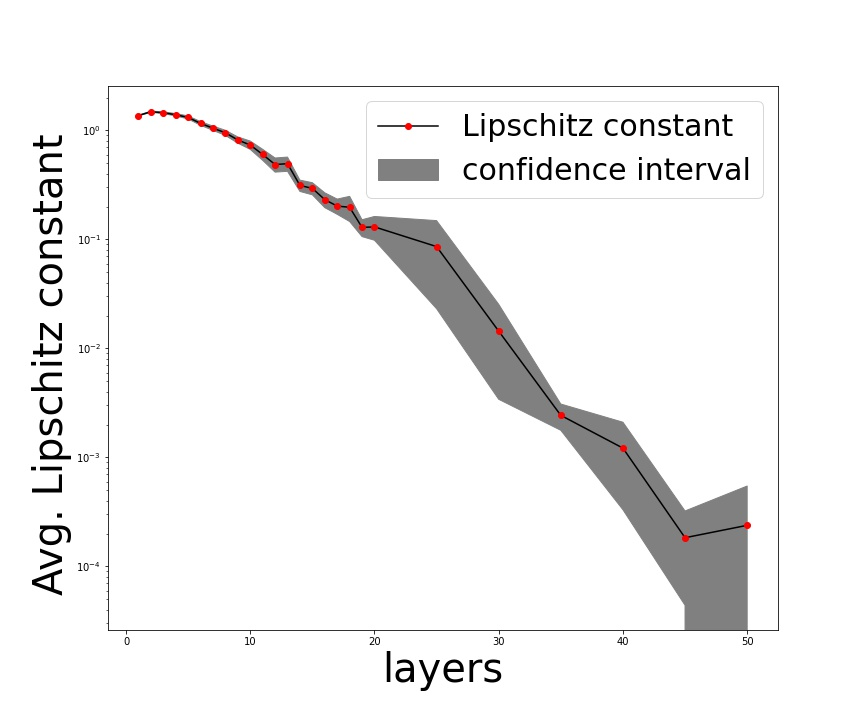 Avg. Lipschitz constant
10⁰
10⁻¹
10⁻²
10⁻³
10⁻⁴
Lipschitz constant
confidence interval
0 10 20 30 40 50
layers